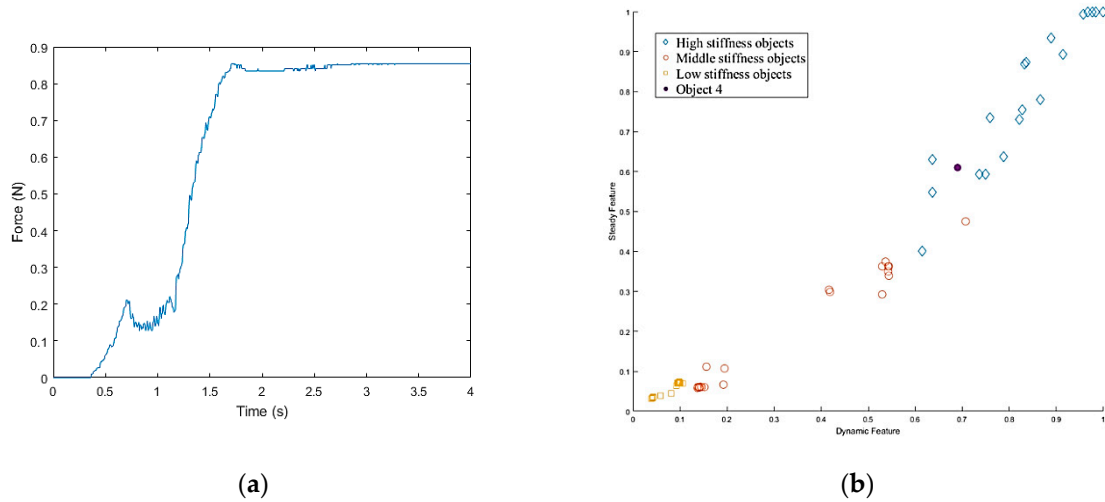 0.9
0.8
0.7
0.6
0.5
0.4
0.3
0.2
0.1
0
Force (N)
0 0.5 1 1.5 2 2.5 3 3.5 4
Time (s)
(a)
1
0.9
0.8
0.7
0.6
0.5
0.4
0.3
0.2
0.1
0
Steady Feature
High stiffness objects
Middle stiffness objects
Low stiffness objects
Object 4
0 0.1 0.2 0.3 0.4 0.5 0.6 0.7 0.8 0.9 1
Dynamic Feature
(b)